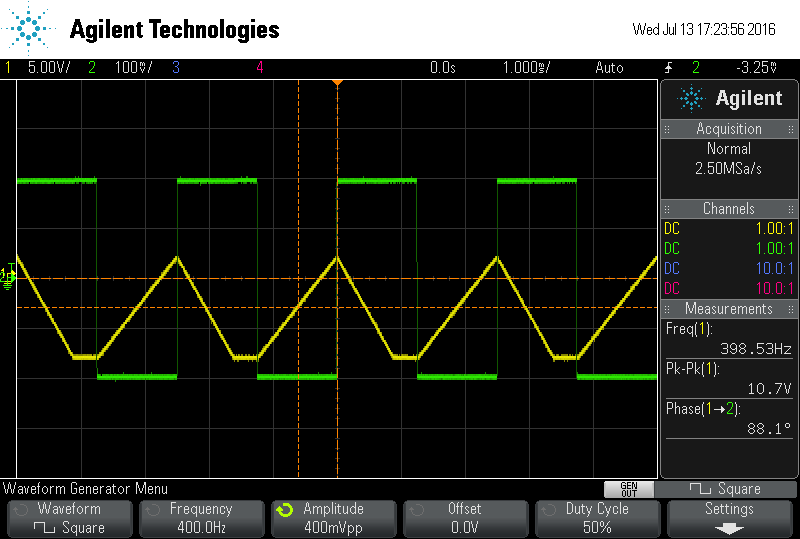 Agilent Technologies
Wed Jul 13 17:23:56 2016
1 5.00V/ 2 100mV/ 3 4 0.0s 1.000ms/ Auto 2 -3.25mV
Agilent
Acquisition
Normal
2.50MSa/s
Channels
DC 1.00:1
DC 1.00:1
DC 10.0:1
DC 10.0:1
Measurements
Freq(1):
398.53Hz
Pk-Pk(1):
10.7V
Phase(1→2):
88.1°
Waveform Generator Menu
GEN OUT
Square
Waveform
Square
Frequency
400.0Hz
Amplitude
400mVpp
Offset
0.0V
Duty Cycle
50%
Settings